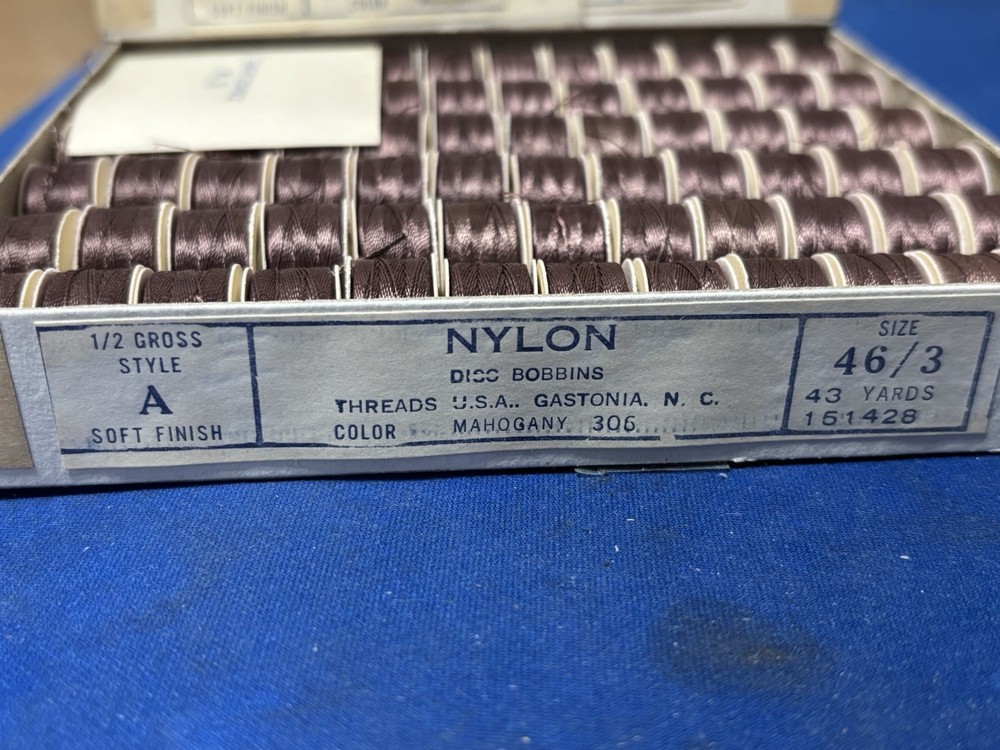 1/2 GROSS
STYLE
A
SOFT FINISH
NYLON
DISC BOBBINS
THREADS U.S.A., GASTONIA, N. C.
COLOR MAHOGANY 306
SIZE
46/3
43 YARDS
151428